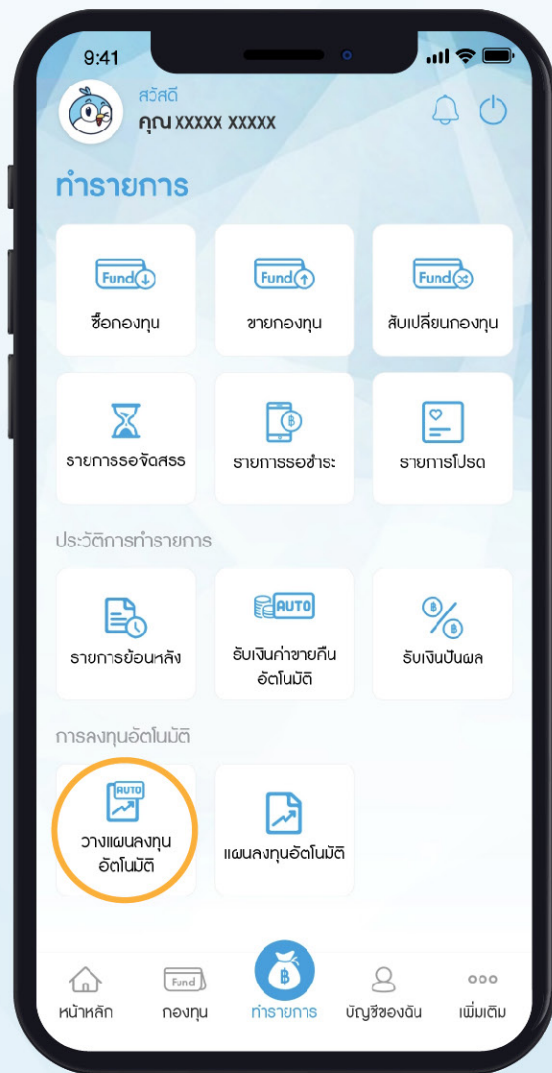 9:41
สวัสดี
คุณ xxxxx xxxxx
ทำรายการ
Fund
Fund
Fund
ซื้อกองทุน
ขายกองทุน
สับเปลี่ยนกองทุน
รายการรอจัดสรร
รายการรอชำระ
รายการโปรด
ประวัติการทำรายการ
AUTO
รายการย้อนหลัง
รับเงินค่าขายคืน
อัตโนมัติ
รับเงินปันผล
การลงทุนอัตโนมัติ
AUTO
วางแผนลงทุน
อัตโนมัติ
แผนลงทุนอัตโนมัติ
Fund
หน้าหลัก
กองทุน
ทำรายการ
บัญชีของฉัน
เพิ่มเติม